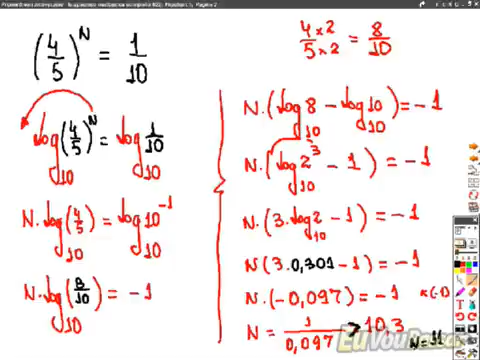 (4/5)^N = 1/10
log₁₀(4/5)^N = log₁₀ 1/10
N.log₁₀(4/5) = log₁₀ 10^-1
N.log₁₀(8/10) = -1
4×2/5×2 = 8/10
N.(log₁₀ 8 - log₁₀ 10) = -1
N.(log₁₀ 2^3 - 1) = -1
N.(3.log₁₀ 2 - 1) = -1
N(3.0,301 - 1) = -1
N.(-0,097) = -1 ×(-1)
N = 1/0,097 > 10.3
N = 11
EuVouPassar